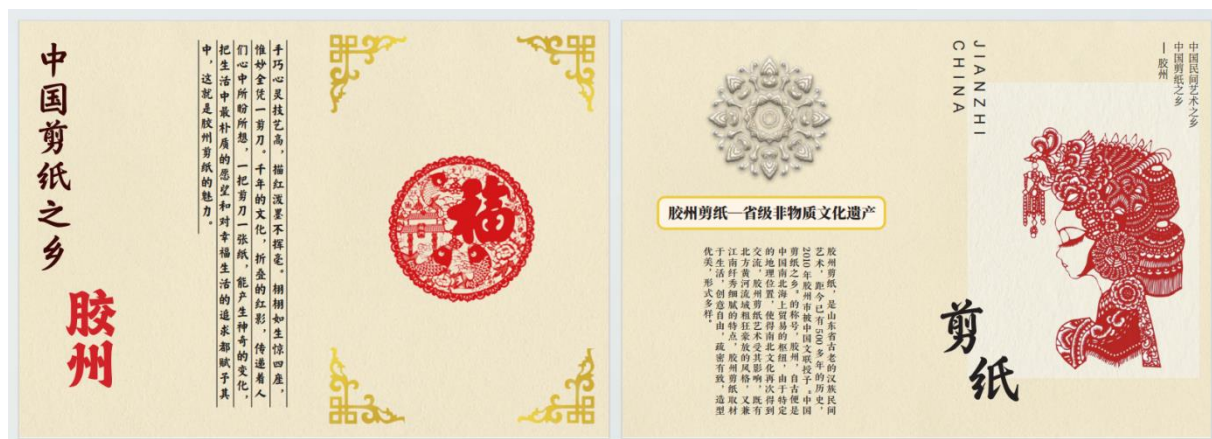 中国剪纸之乡
胶州
手巧心灵技艺高，描红泼墨不挥毫。栩栩如生惊四座，
惟妙全凭一剪刀。千年的文化，折叠的红影，传递着人
们心中所盼所想，一把剪刀一张纸，能产生神奇的变化，
把生活中最朴质的愿望和对幸福生活的追求都赋予其
中，这就是胶州剪纸的魅力。
福
胶州剪纸—省级非物质文化遗产
胶州剪纸，是山东省古老的汉族民间
艺术，距今已有 500 多年的历史，
2010 年胶州市被中国文联授予“中国
剪纸之乡”的称号，胶州，自古便是
中国南北海上贸易的枢纽，由于特定
的地理位置，使得南北文化再次得到
交流，胶州剪纸艺术受其影响，既有
北方黄河流域粗狂豪放的风格，又兼
江南纤秀细腻的特点，胶州剪纸取材
于生活，创意自由，疏密有致，造型
优美，形式多样。
JIANZHI
CHINA
中国民间艺术之乡
中国剪纸之乡
—胶州
剪纸